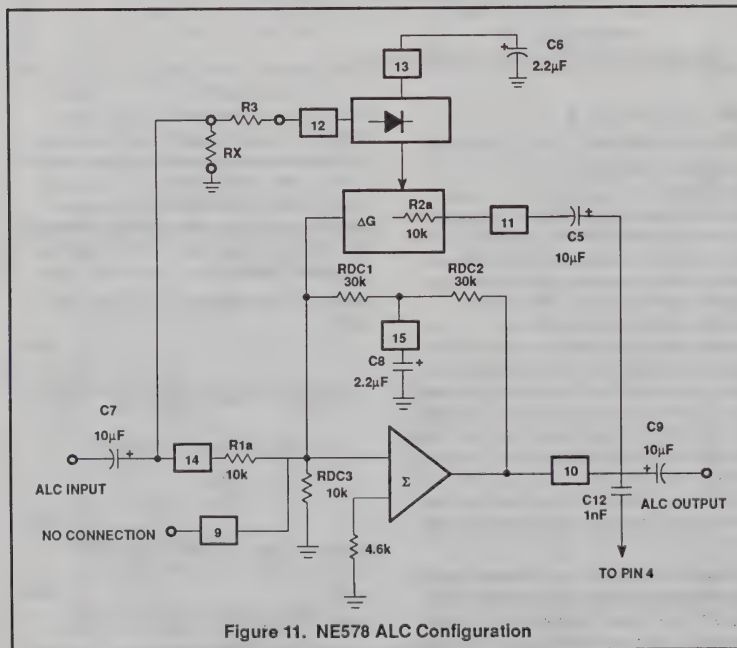 C6
2.2µF
13
R3
12
RX
ΔG
R2a
10k
11
C5
10µF
RDC1
30k
RDC2
30k
15
C8
2.2µF
C7
10µF
14
R1a
10k
ALC INPUT
RDC3
10k
Σ
10
C9
10µF
C12
1nF
ALC OUTPUT
NO CONNECTION
9
4.6k
TO PIN 4
Figure 11. NE578 ALC Configuration